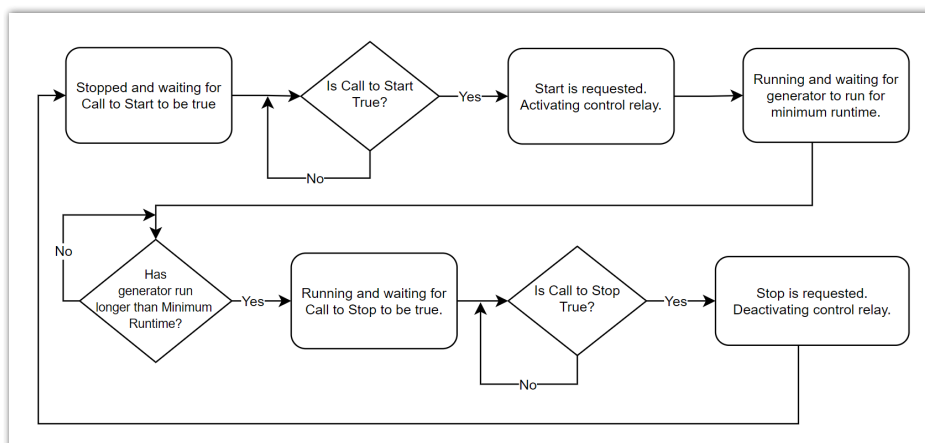 Stopped and waiting for
Call to Start to be true
Is Call to Start
True?
Yes
No
Start is requested.
Activating control relay.
Running and waiting for
generator to run for
minimum runtime.
Has
generator run
longer than Minimum
Runtime?
No
Yes
Running and waiting for
Call to Stop to be true.
Is Call to Stop
True?
Yes
No
Stop is requested.
Deactivating control relay.